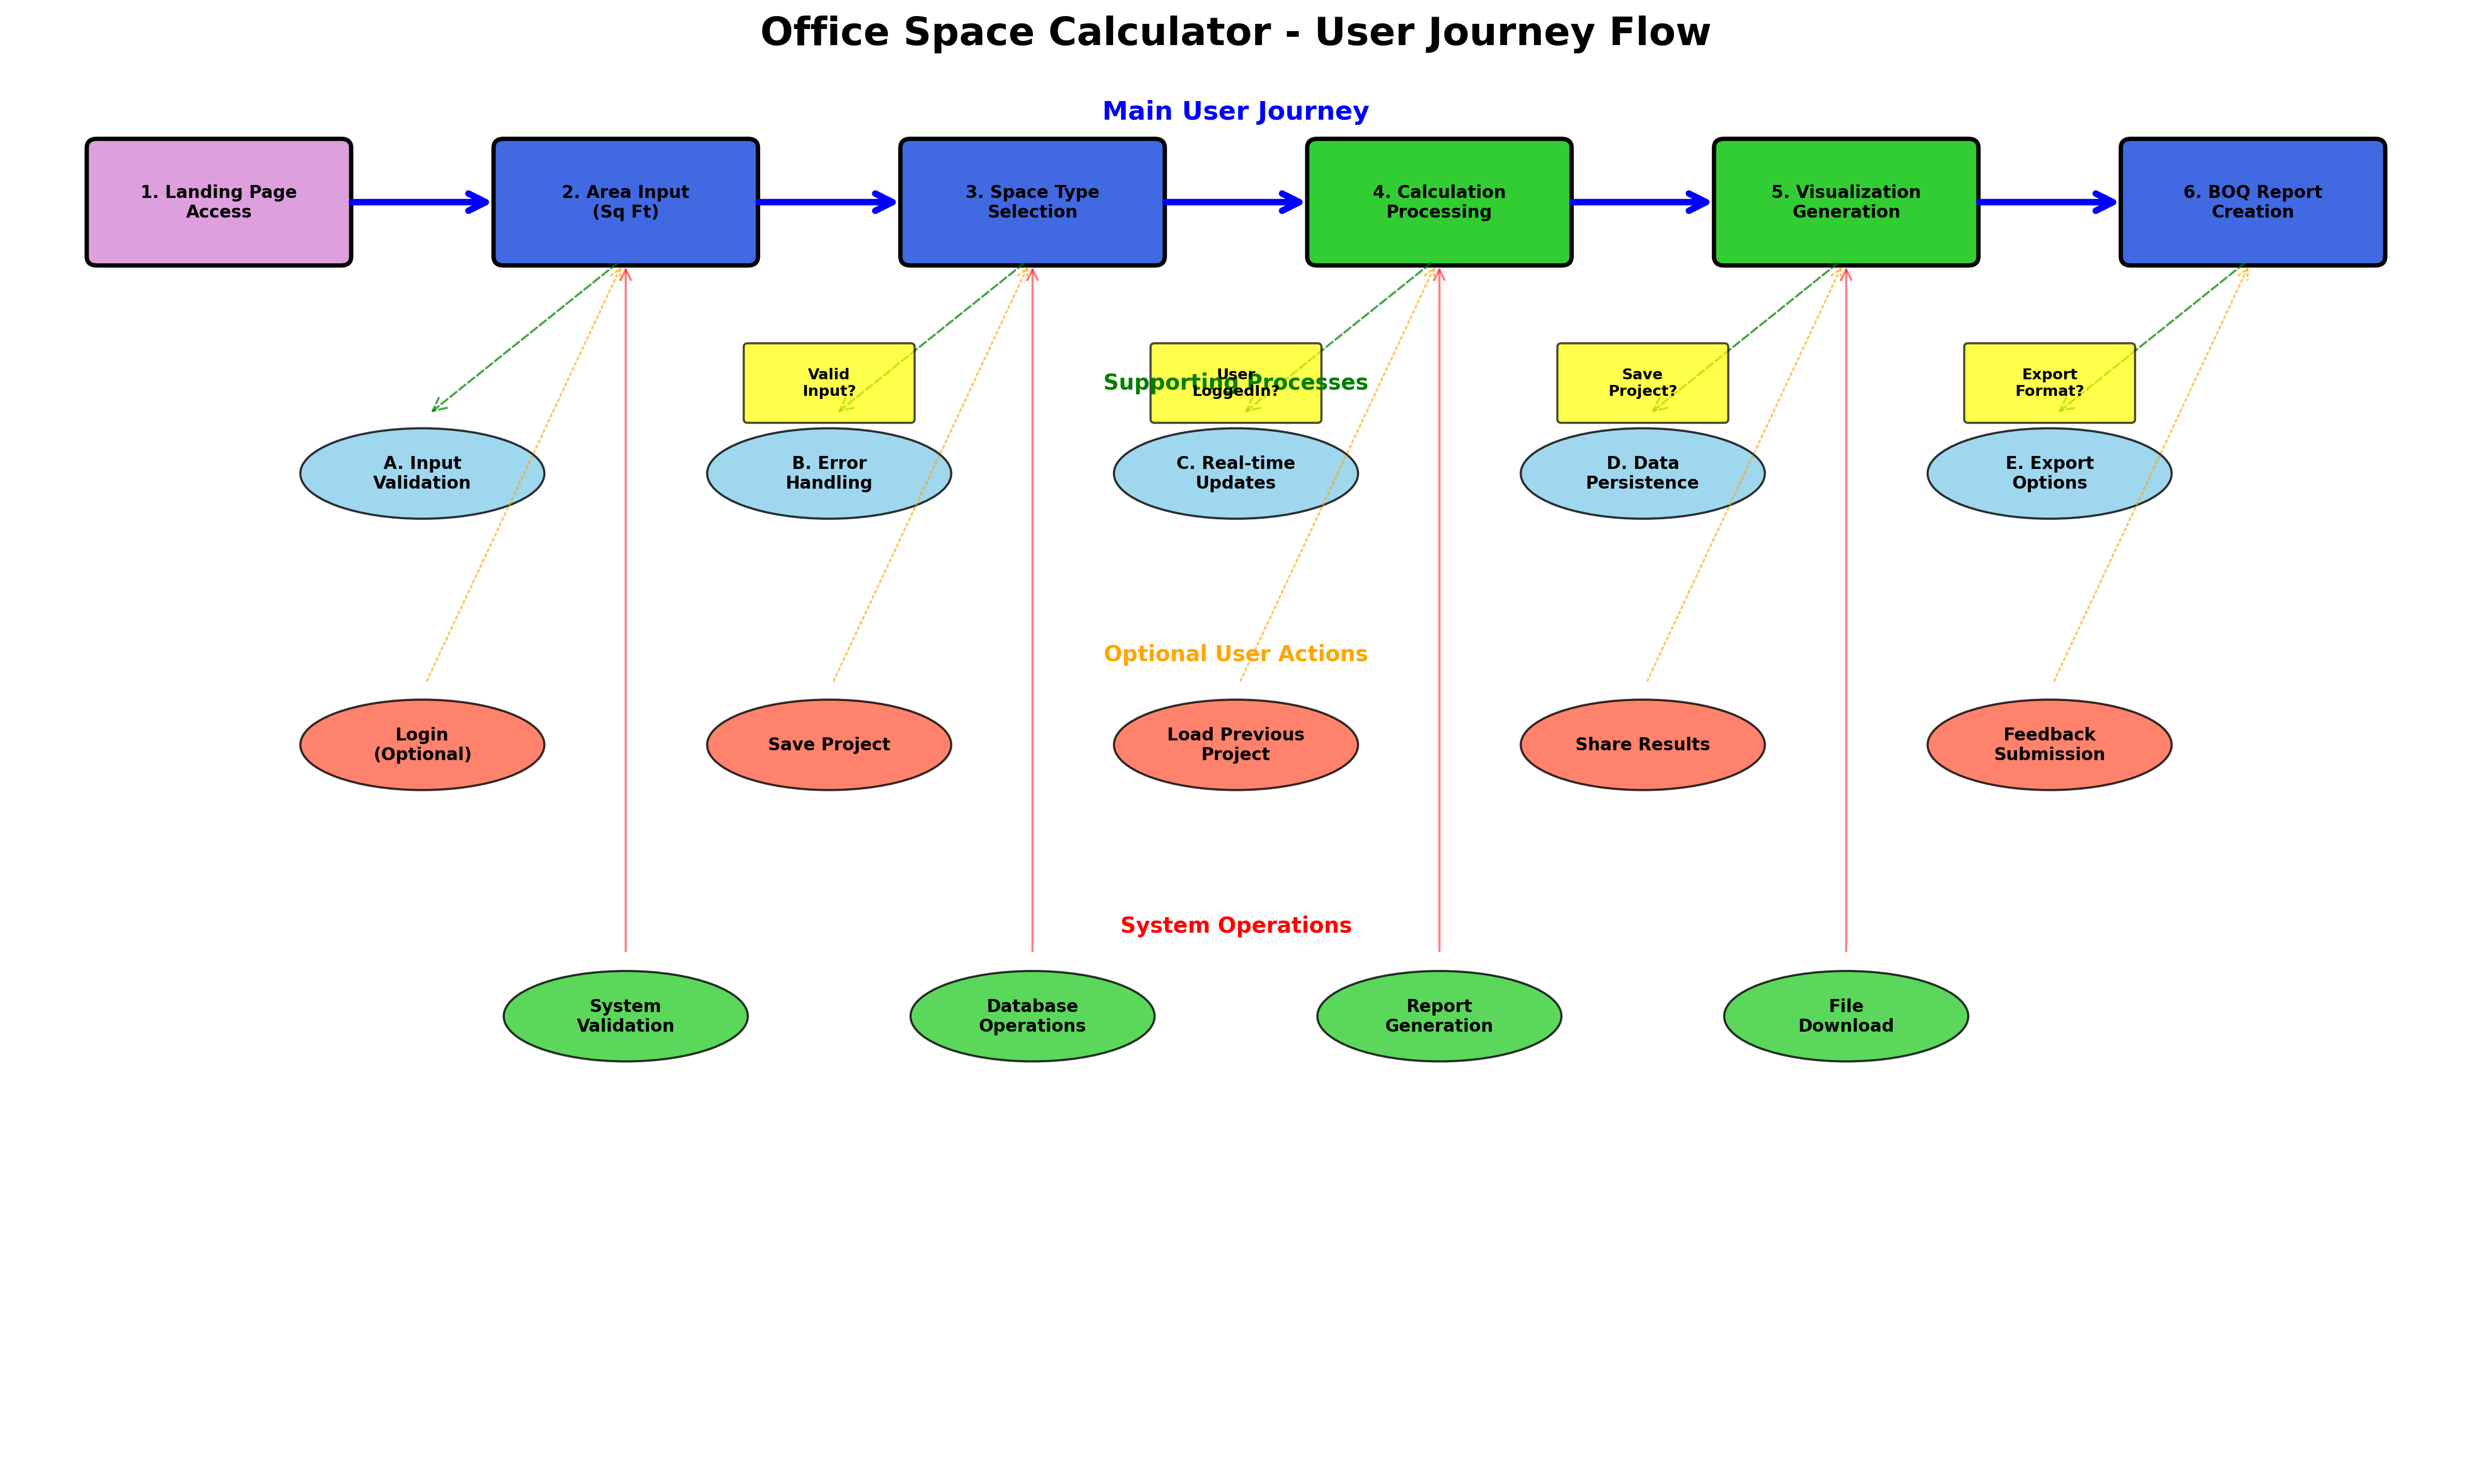 Office Space Calculator - User Journey Flow
Main User Journey
1. Landing Page
Access
2. Area Input
(Sq Ft)
3. Space Type
Selection
4. Calculation
Processing
5. Visualization
Generation
6. BOQ Report
Creation
Valid
Input?
Supporting Processes
User
LoggedIn?
Save
Project?
Export
Format?
A. Input
Validation
B. Error
Handling
C. Real-time
Updates
D. Data
Persistence
E. Export
Options
Optional User Actions
Login
(Optional)
Save Project
Load Previous
Project
Share Results
Feedback
Submission
System Operations
System
Validation
Database
Operations
Report
Generation
File
Download